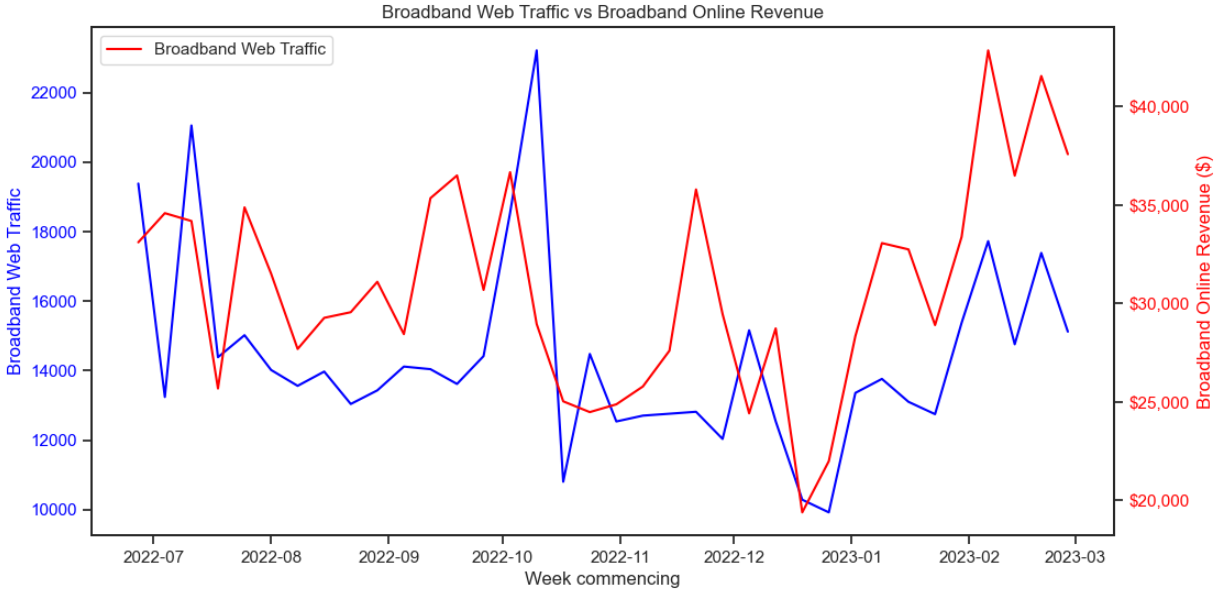 Broadband Web Traffic vs Broadband Online Revenue
Broadband Web Traffic
Broadband Web Traffic
22000
20000
18000
16000
14000
12000
10000
$40,000
$35,000
$30,000
$25,000
$20,000
Broadband Online Revenue ($)
2022-07 2022-08 2022-09 2022-10 2022-11 2022-12 2023-01 2023-02 2023-03
Week commencing